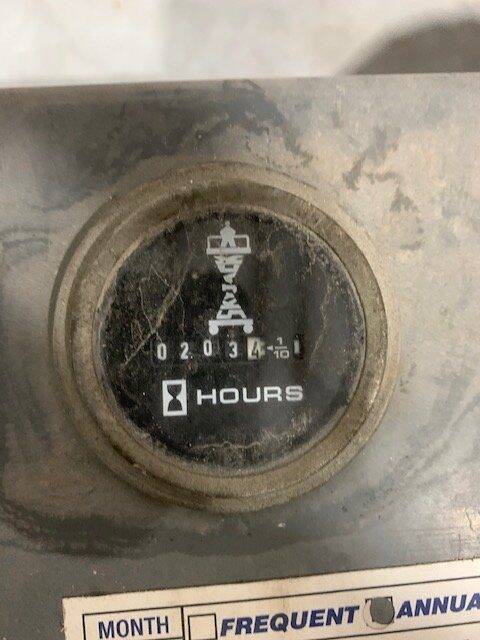 02034 1/10
HOURS
MONTH FREQUENT ANNUA